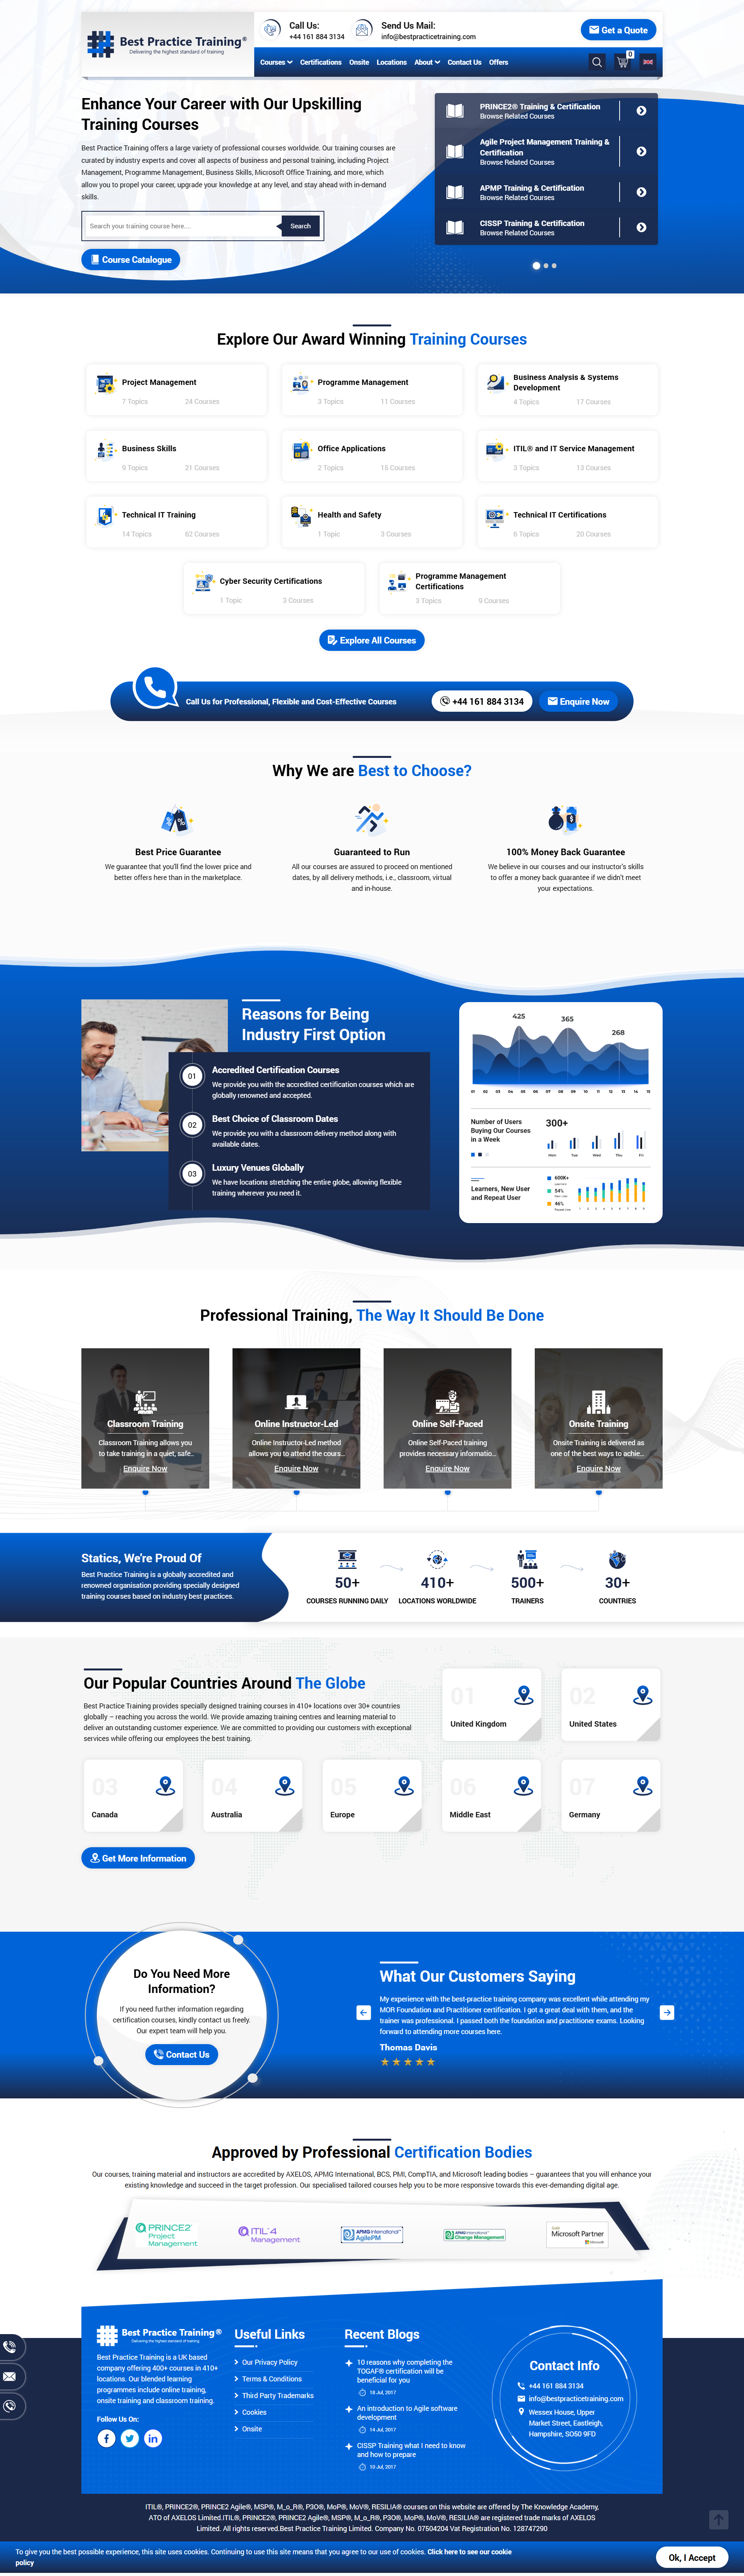 Best Practice Training®
Delivering the highest standard of training
Call Us:
+44 161 884 3134
Send Us Mail:
info@bestpracticetraining.com
Get a Quote
Courses
Certifications
Onsite
Locations
About
Contact Us
Offers
0
Enhance Your Career with Our Upskilling
Training Courses
Best Practice Training offers a large variety of professional courses worldwide. Our training courses are
curated by industry experts and cover all aspects of business and personal training, including Project
Management, Programme Management, Business Skills, Microsoft Office Training, and more, which
allow you to propel your career, upgrade your knowledge at any level, and stay ahead with in-demand
skills.
Search your training course here....
Search
Course Catalogue
PRINCE2® Training & Certification
Browse Related Courses
Agile Project Management Training &
Certification
Browse Related Courses
APMP Training & Certification
Browse Related Courses
CISSP Training & Certification
Browse Related Courses
Explore Our Award Winning Training Courses
Project Management
7 Topics 24 Courses
Programme Management
3 Topics 11 Courses
Business Analysis & Systems
Development
4 Topics 17 Courses
Business Skills
9 Topics 21 Courses
Office Applications
2 Topics 15 Courses
ITIL® and IT Service Management
3 Topics 13 Courses
Technical IT Training
14 Topics 62 Courses
Health and Safety
1 Topic 3 Courses
Technical IT Certifications
6 Topics 20 Courses
Cyber Security Certifications
1 Topic 3 Courses
Programme Management
Certifications
3 Topics 9 Courses
Explore All Courses
Call Us for Professional, Flexible and Cost-Effective Courses
+44 161 884 3134
Enquire Now
Why We are Best to Choose?
Best Price Guarantee
We guarantee that you'll find the lower price and
better offers here than in the marketplace.
Guaranteed to Run
All our courses are assured to proceed on mentioned
dates, by all delivery methods, i.e., classroom, virtual
and in-house.
100% Money Back Guarantee
We believe in our courses and our instructor's skills
to offer a money back guarantee if we didn't meet
your expectations.
Reasons for Being
Industry First Option
01
Accredited Certification Courses
We provide you with the accredited certification courses which are
globally renowned and accepted.
02
Best Choice of Classroom Dates
We provide you with a classroom delivery method along with
available dates.
03
Luxury Venues Globally
We have locations stretching the entire globe, allowing flexible
training wherever you need it.
425
365
268
01 02 03 04 05 06 07 08 09 10 11 12 13 14 15
Number of Users
Buying Our Courses
in a Week
300+
Mon Tue Wed Thu Fri
Learners, New User
and Repeat User
600K+
54%
46%
1 2 3 4 5 6 7 8 9
Professional Training, The Way It Should Be Done
Classroom Training
Classroom Training allows you
to take training in a quiet, safe..
Enquire Now
Online Instructor-Led
Online Instructor-Led method
allows you to attend the cours...
Enquire Now
Online Self-Paced
Online Self-Paced training
provides necessary informatio...
Enquire Now
Onsite Training
Onsite Training is delivered as
one of the best ways to achie...
Enquire Now
Statics, We're Proud Of
Best Practice Training is a globally accredited and
renowned organisation providing specially designed
training courses based on industry best practices.
50+
COURSES RUNNING DAILY
410+
LOCATIONS WORLDWIDE
500+
TRAINERS
30+
COUNTRIES
Our Popular Countries Around The Globe
Best Practice Training provides specially designed training courses in 410+ locations over 30+ countries
globally – reaching you across the world. We provide amazing training centres and learning material to
deliver an outstanding customer experience. We are committed to providing our customers with exceptional
services while offering our employees the best training.
01
United Kingdom
02
United States
03
Canada
04
Australia
05
Europe
06
Middle East
07
Germany
Get More Information
Do You Need More
Information?
If you need further information regarding
certification courses, kindly contact us freely.
Our expert team will help you.
Contact Us
What Our Customers Saying
My experience with the best-practice training company was excellent while attending my
MOR Foundation and Practitioner certification. I got a great deal with them, and the
trainer was professional. I passed both the foundation and practitioner exams. Looking
forward to attending more courses here.
Thomas Davis
Approved by Professional Certification Bodies
Our courses, training material and instructors are accredited by AXELOS, APMG International, BCS, PMI, CompTIA, and Microsoft leading bodies – guarantees that you will enhance your
existing knowledge and succeed in the target profession. Our specialised tailored courses help you to be more responsive towards this ever-demanding digital age.
PRINCE2®
Project
Management
ITIL®4
Management
APMG International™
AgilePM
APMG International™
Change Management
Microsoft Partner
Microsoft
Best Practice Training®
Delivering the highest standard of training
Best Practice Training is a UK based
company offering 400+ courses in 410+
locations. Our blended learning
programmes include online training,
onsite training and classroom training.
Follow Us On:
Useful Links
Our Privacy Policy
Terms & Conditions
Third Party Trademarks
Cookies
Onsite
Recent Blogs
10 reasons why completing the
TOGAF® certification will be
beneficial for you
18 Jul, 2017
An introduction to Agile software
development
14 Jul, 2017
CISSP Training what I need to know
and how to prepare
10 Jul, 2017
Contact Info
+44 161 884 3134
info@bestpracticetraining.com
Wessex House, Upper
Market Street, Eastleigh,
Hampshire, SO50 9FD
ITIL®, PRINCE2®, PRINCE2 Agile®, MSP®, M_o_R®, P3O®, MoP®, MoV®, RESILIA® courses on this website are offered by The Knowledge Academy,
ATO of AXELOS Limited.ITIL®, PRINCE2®, PRINCE2 Agile®, MSP®, M_o_R®, P3O®, MoP®, MoV®, RESILIA® are registered trade marks of AXELOS
Limited. All rights reserved.Best Practice Training Limited. Company No. 07504204 Vat Registration No. 128747290
To give you the best possible experience, this site uses cookies. Continuing to use this site means that you agree to our use of cookies. Click here to see our cookie
policy
Ok, I Accept